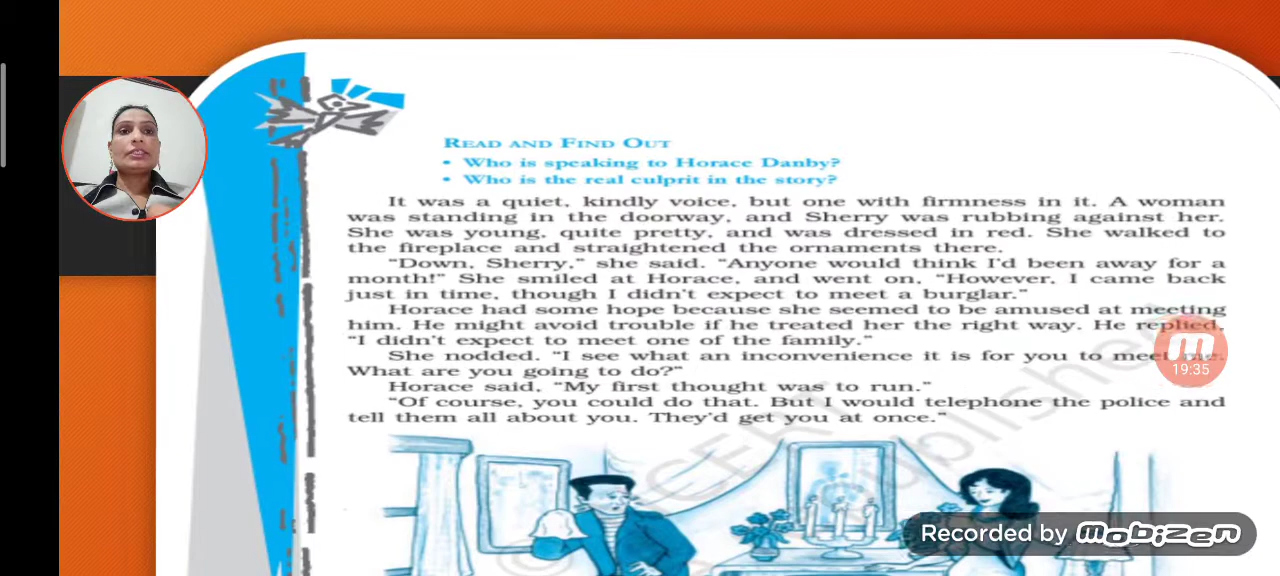 READ AND FIND OUT
• Who is speaking to Horace Danby?
• Who is the real culprit in the story?
It was a quiet, kindly voice, but one with firmness in it. A woman
was standing in the doorway, and Sherry was rubbing against her.
She was young, quite pretty, and was dressed in red. She walked to
the fireplace and straightened the ornaments there.
“Down, Sherry,” she said. “Anyone would think I’d been away for a
month!” She smiled at Horace, and went on, “However, I came back
just in time, though I didn’t expect to meet a burglar.”
Horace had some hope because she seemed to be amused at meeting
him. He might avoid trouble if he treated her the right way. He replied,
“I didn’t expect to meet one of the family.”
She nodded. “I see what an inconvenience it is for you to meet me.
What are you going to do?”
Horace said, “My first thought was to run.”
“Of course, you could do that. But I would telephone the police and
tell them all about you. They’d get you at once.”
19:35
Recorded by mobizen